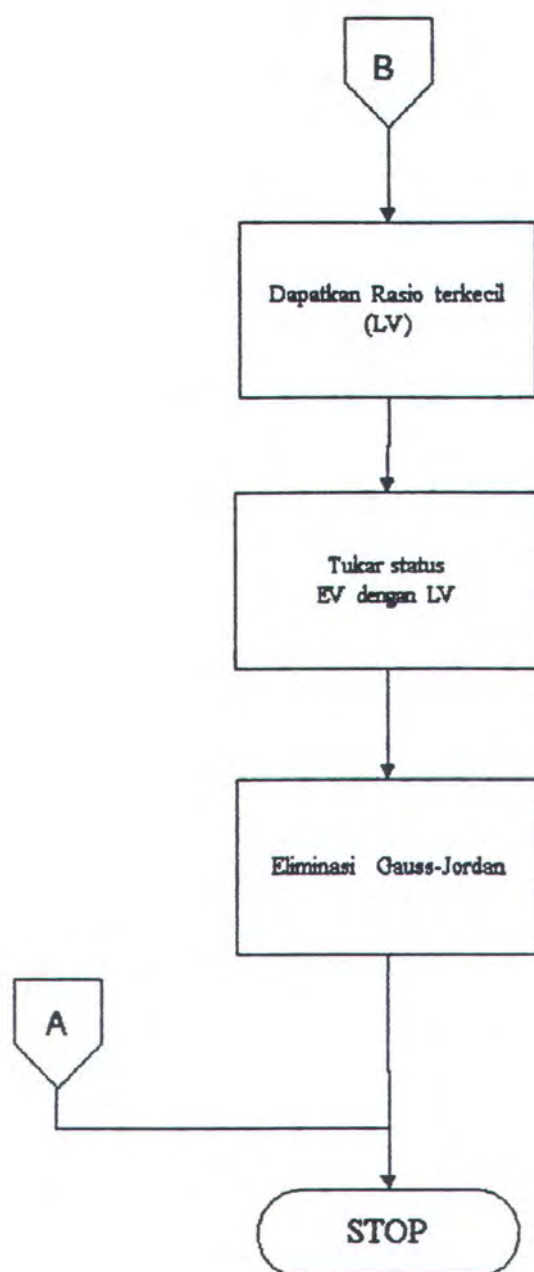 B
Dapatkan Rasio terkecil
(LV)
Tukar status
EV dengan LV
Eliminasi Gauss-Jordan
A
STOP